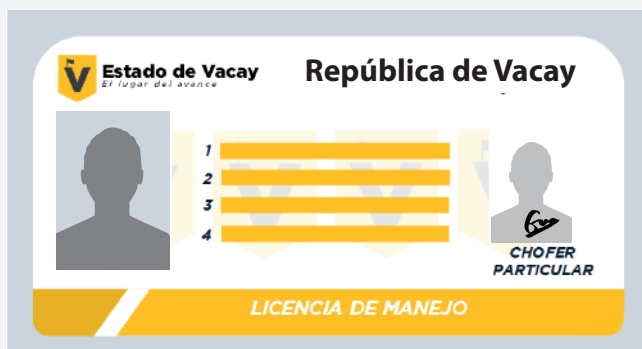 Estado de Vacay
El lugar del avance
República de Vacay
1
2
3
4
CHOFER
PARTICULAR
LICENCIA DE MANEJO